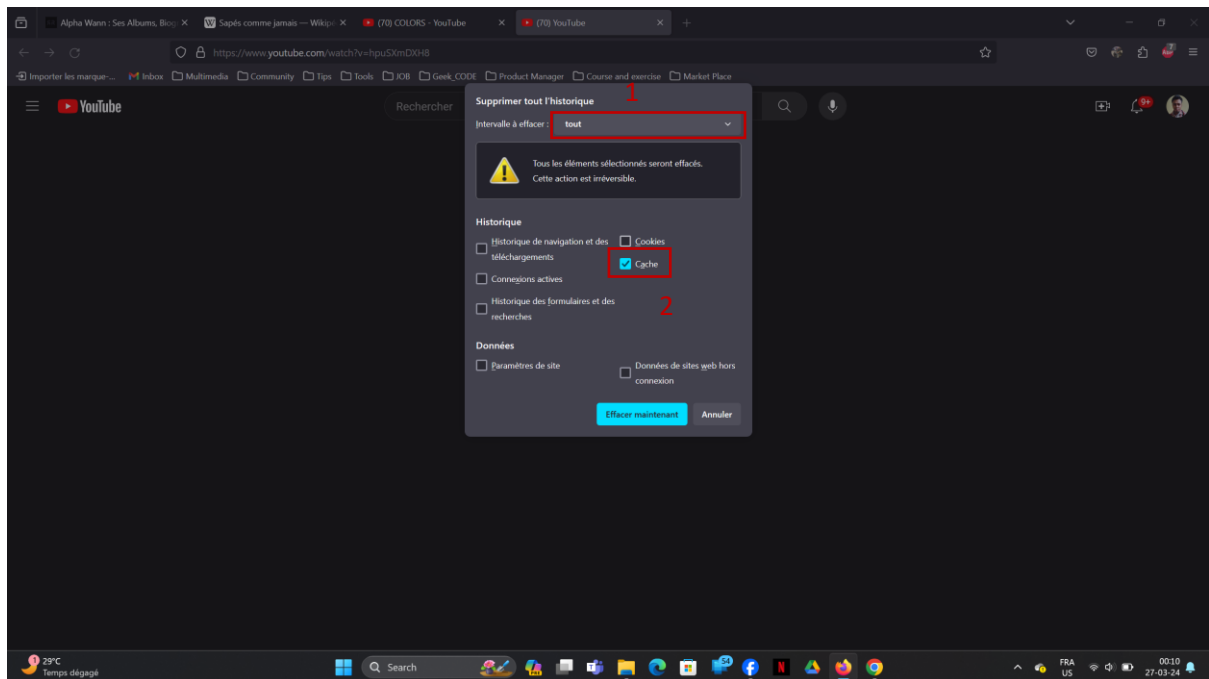 Alpha Wann : Ses Albums, Biog
Sapés comme jamais — Wikipé
(70) COLORS - YouTube
(70) YouTube
https://www.youtube.com/watch?v=hpuSXmDXH8
Importer les marque-...
Inbox
Multimedia
Community
Tips
Tools
JOB
Geek_CODE
Product Manager
Course and exercise
Market Place
YouTube
Rechercher
9+
1
Supprimer tout l'historique
Intervalle à effacer : tout
Tous les éléments sélectionnés seront effacés.
Cette action est irréversible.
Historique
Historique de navigation et des
téléchargements
Cookies
Cache
Connexions actives
Historique des formulaires et des
recherches
2
Données
Paramètres de site
Données de sites web hors
connexion
Effacer maintenant
Annuler
1
29°C
Temps dégagé
Search
54
FRA
US
00:10
27-03-24